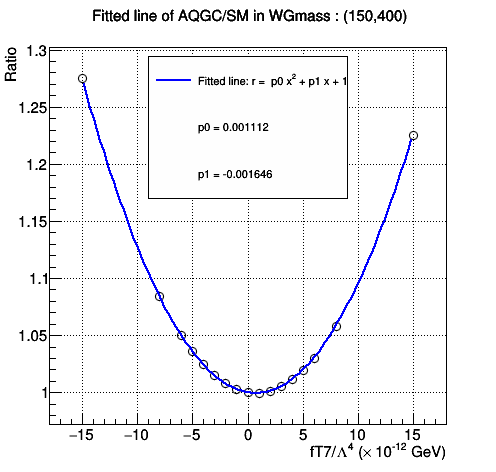 Fitted line of AQGC/SM in WGmass : (150,400)
Ratio
1.3
1.25
1.2
1.15
1.1
1.05
1
Fitted line: r = p0 x² + p1 x + 1
p0 = 0.001112
p1 = -0.001646
−15 −10 −5 0 5 10 15
fT7/Λ⁴ (× 10⁻¹² GeV)